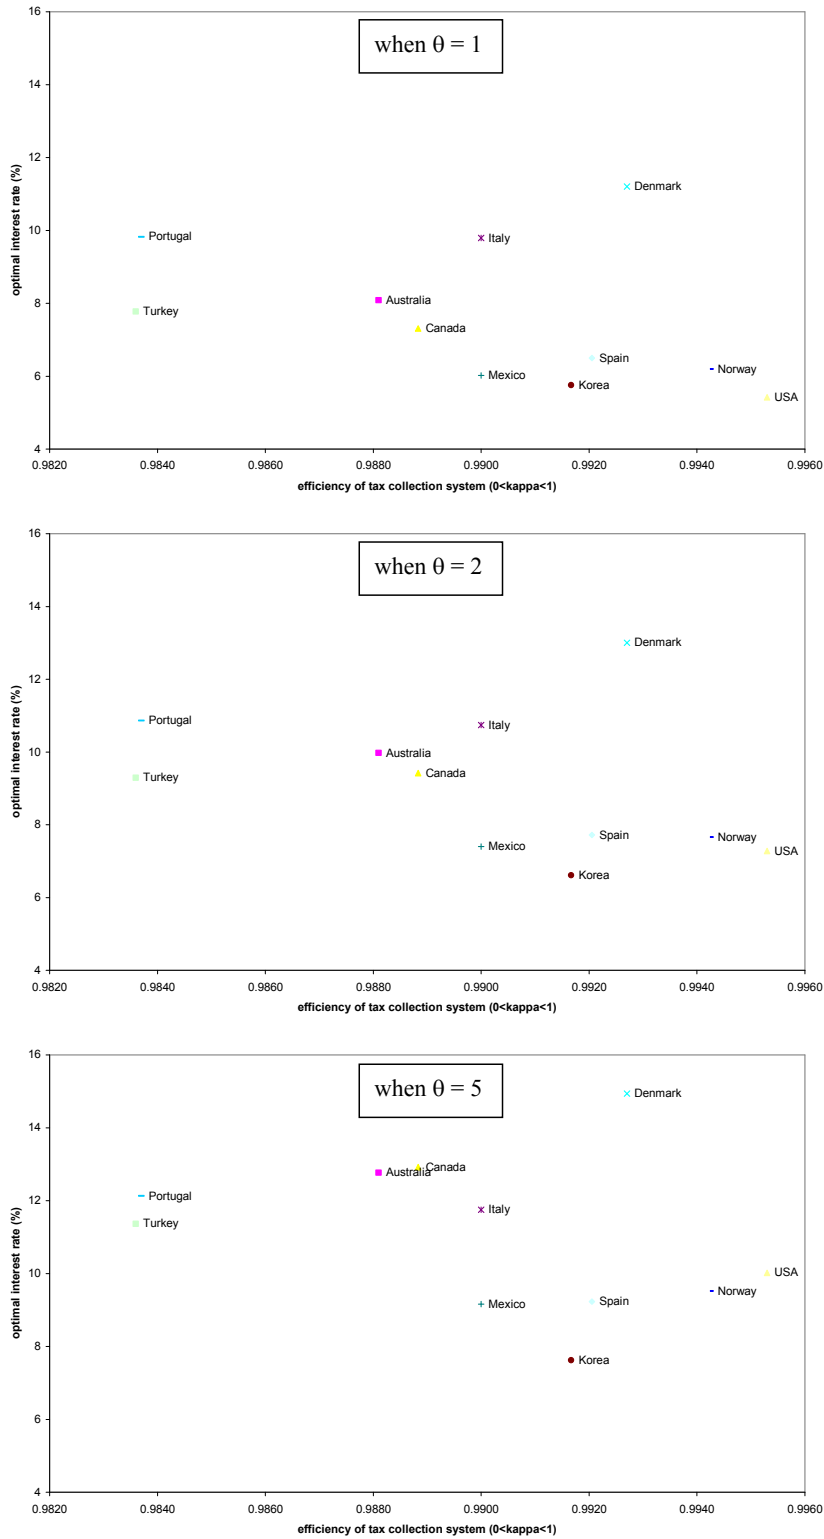 16
when θ = 1
14
12
Denmark
10
Portugal
Italy
optimal interest rate (%)
8
Australia
Turkey
Canada
Spain
Norway
6
Mexico
Korea
USA
4
0.9820 0.9840 0.9860 0.9880 0.9900 0.9920 0.9940 0.9960
efficiency of tax collection system (0<kappa<1)
16
when θ = 2
14
Denmark
12
Portugal
Italy
optimal interest rate (%)
10
Australia
Turkey
Canada
8
Spain
Norway
Mexico
USA
Korea
6
4
0.9820 0.9840 0.9860 0.9880 0.9900 0.9920 0.9940 0.9960
efficiency of tax collection system (0<kappa<1)
16
when θ = 5
Denmark
14
Canada
Australia
Portugal
12
Italy
Turkey
optimal interest rate (%)
10
USA
Norway
Spain
Mexico
8
Korea
6
4
0.9820 0.9840 0.9860 0.9880 0.9900 0.9920 0.9940 0.9960
efficiency of tax collection system (0<kappa<1)